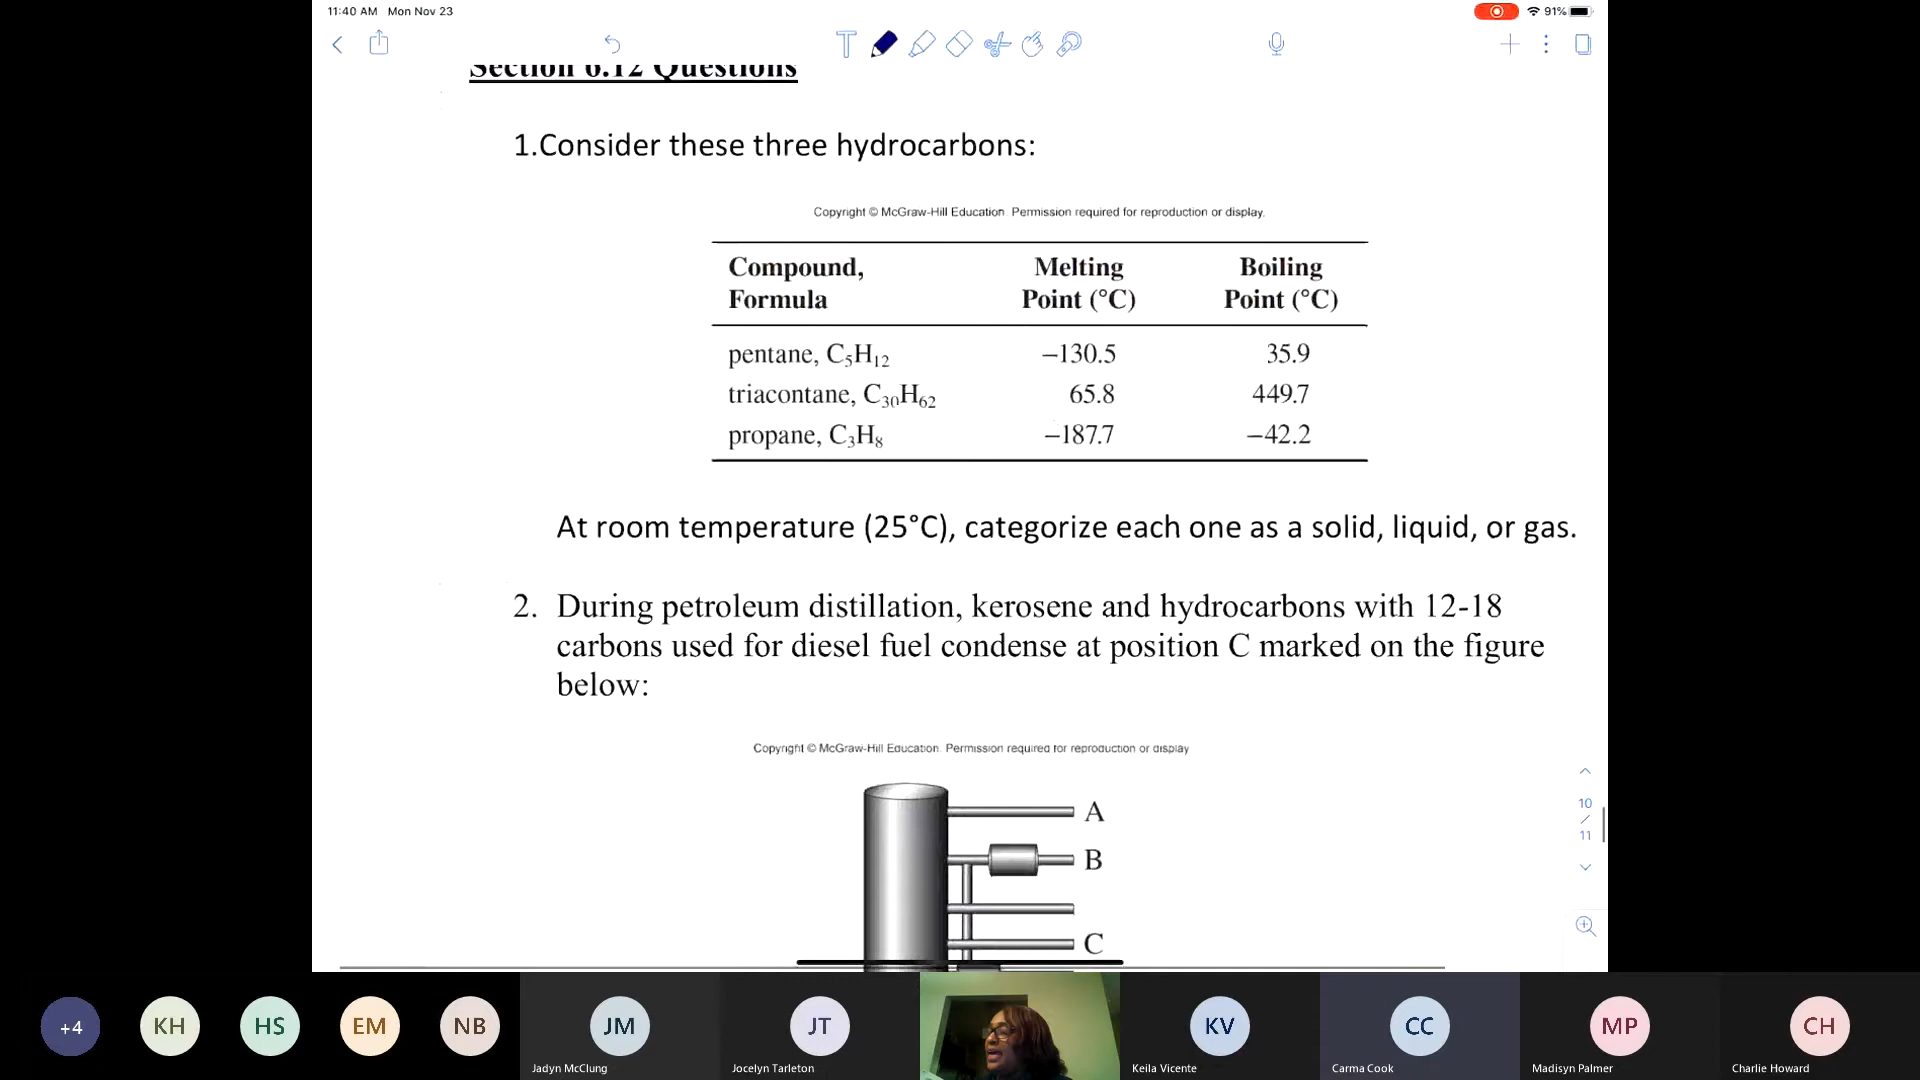 11:40 AM Mon Nov 23
91%
T
Section 6.12 Questions
1.Consider these three hydrocarbons:
Copyright © McGraw-Hill Education. Permission required for reproduction or display.
Compound, Formula Melting Point (°C) Boiling Point (°C)
pentane, C₅H₁₂ –130.5 35.9
triacontane, C₃₀H₆₂ 65.8 449.7
propane, C₃H₈ –187.7 –42.2
At room temperature (25°C), categorize each one as a solid, liquid, or gas.
2. During petroleum distillation, kerosene and hydrocarbons with 12-18
carbons used for diesel fuel condense at position C marked on the figure
below:
Copyright © McGraw-Hill Education. Permission required for reproduction or display
A
B
C
10
/
11
+4 KH HS EM NB JM JT KV CC MP CH
Jadyn McClung Jocelyn Tarleton Keila Vicente Carma Cook Madisyn Palmer Charlie Howard